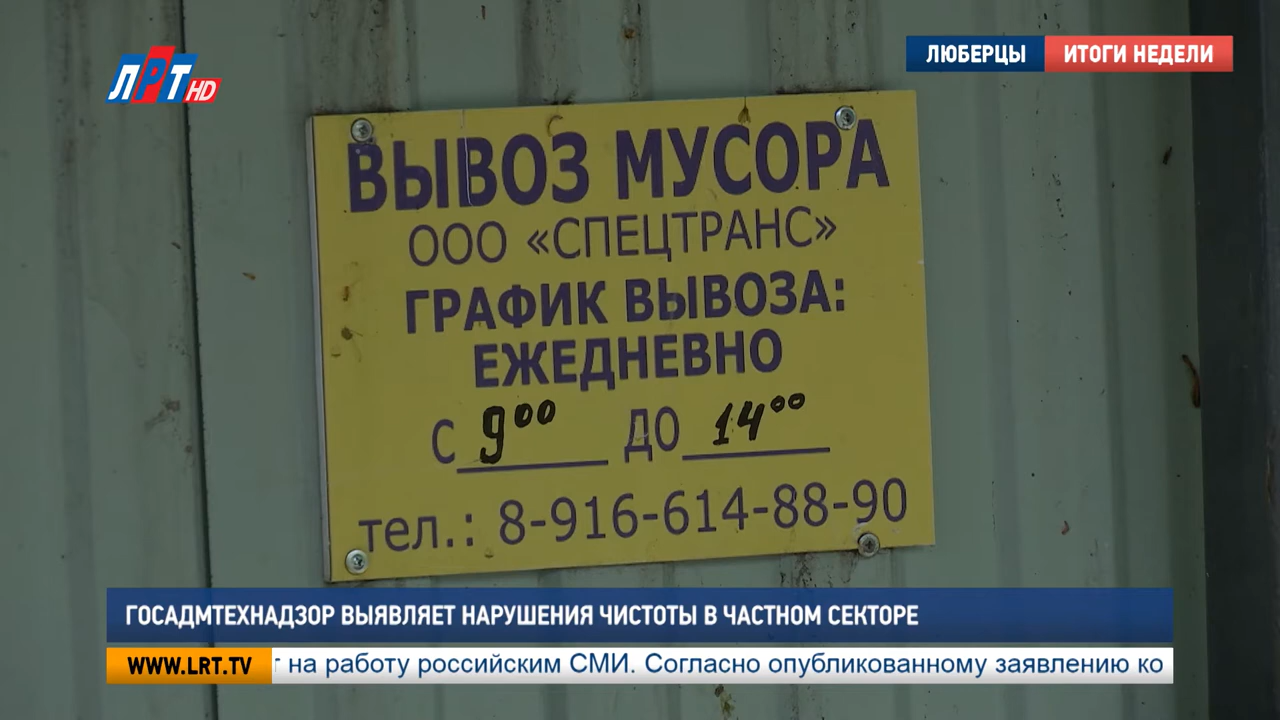 ЛРТ HD
ЛЮБЕРЦЫ ИТОГИ НЕДЕЛИ
ВЫВОЗ МУСОРА
ООО «СПЕЦТРАНС»
ГРАФИК ВЫВОЗА:
ЕЖЕДНЕВНО
С 9⁰⁰ ДО 14⁰⁰
тел.: 8-916-614-88-90
ГОСАДМТЕХНАДЗОР ВЫЯВЛЯЕТ НАРУШЕНИЯ ЧИСТОТЫ В ЧАСТНОМ СЕКТОРЕ
WWW.LRT.TV на работу российским СМИ. Согласно опубликованному заявлению ко